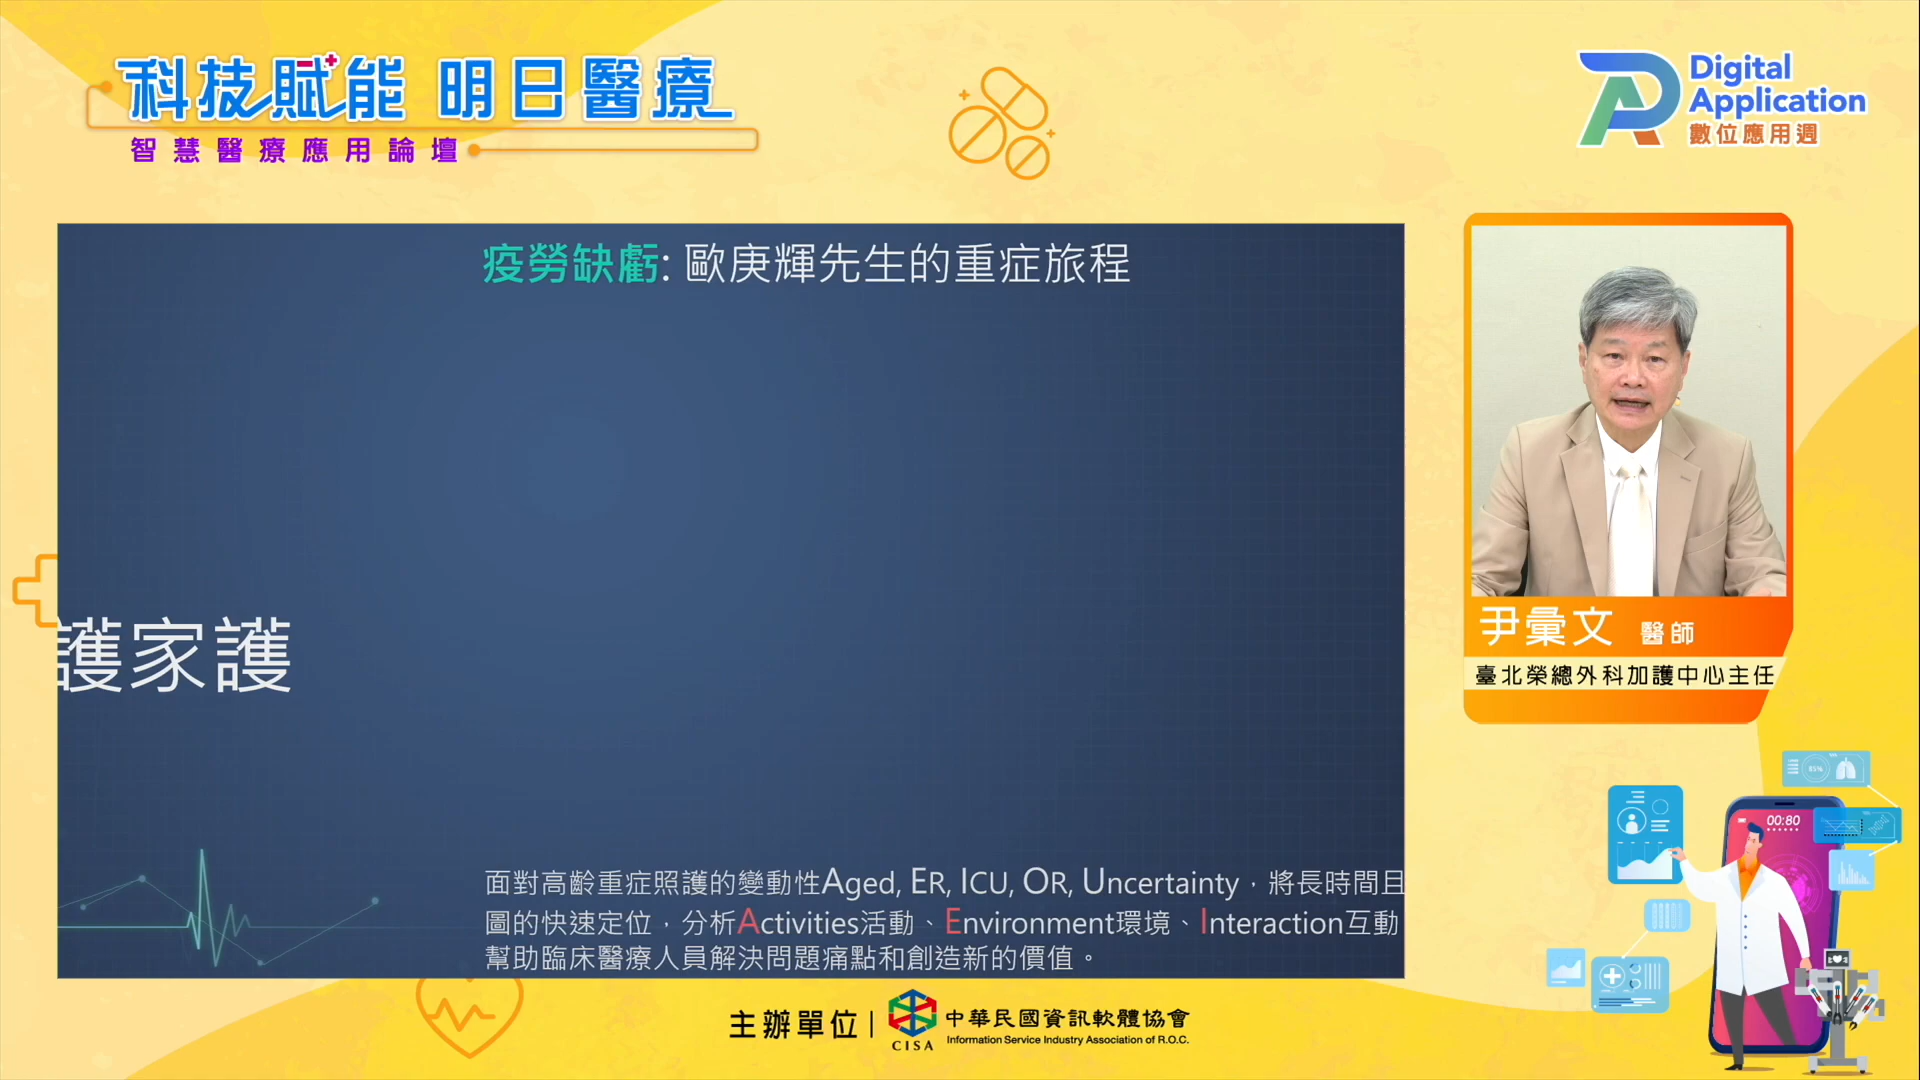 科技賦能 明日醫療
智慧醫療應用論壇
Digital
Application
數位應用週
疫勞缺虧: 歐庚輝先生的重症旅程
護家護
面對高齡重症照護的變動性Aged, ER, ICU, OR, Uncertainty，將長時間且
圖的快速定位，分析Activities活動、Environment環境、Interaction互動
幫助臨床醫療人員解決問題痛點和創造新的價值。
尹彙文 醫師
臺北榮總外科加護中心主任
85%
00:80
主辦單位 | CISA 中華民國資訊軟體協會
Information Service Industry Association of R.O.C.